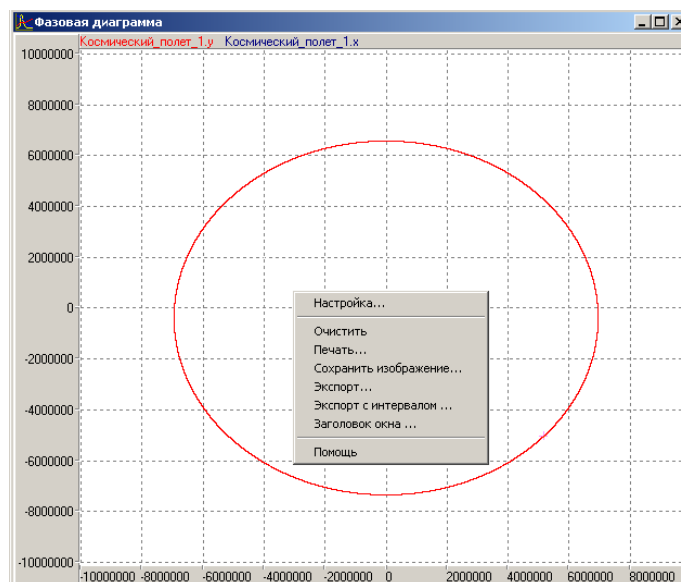 Фазовая диаграмма
Космический_полет_1.y Космический_полет_1.x
10000000
8000000
6000000
4000000
2000000
0
-2000000
-4000000
-6000000
-8000000
-10000000
Настройка...
Очистить
Печать...
Сохранить изображение...
Экспорт...
Экспорт с интервалом ...
Заголовок окна ...
Помощь
-10000000 -8000000 -6000000 -4000000 -2000000 0 2000000 4000000 6000000 8000000